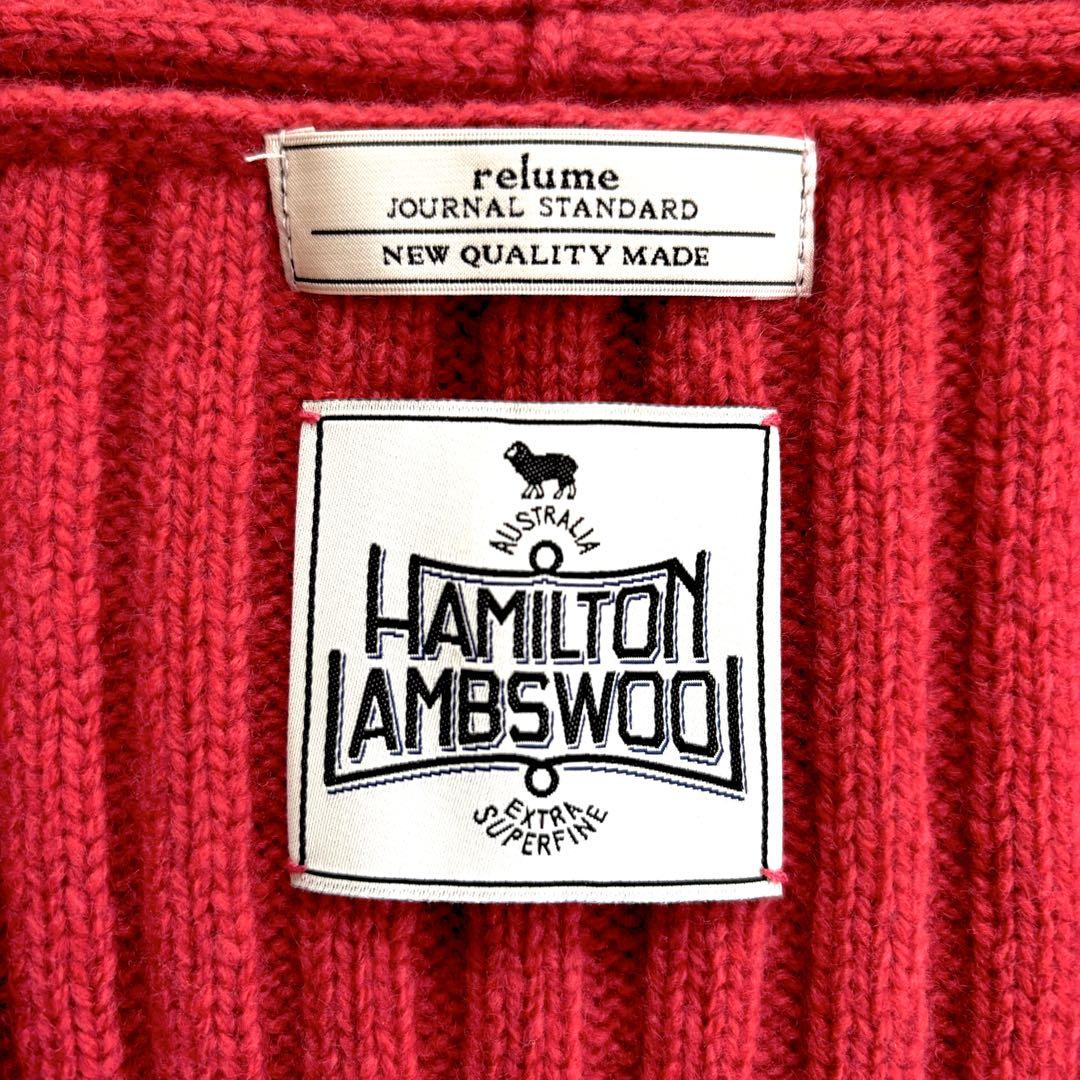 relume
JOURNAL STANDARD
NEW QUALITY MADE
AUSTRALIA
HAMILTON
LAMBSWOOL
EXTRA
SUPERFINE